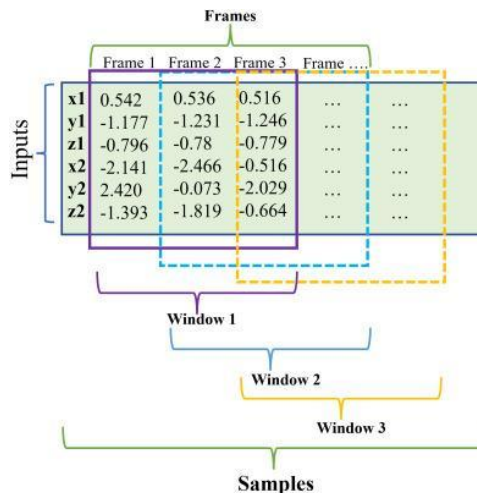 Frames
Frame 1 Frame 2 Frame 3 Frame ….
Inputs
x1 0.542 0.536 0.516 … …
y1 -1.177 -1.231 -1.246 … …
z1 -0.796 -0.78 -0.779 … …
x2 -2.141 -2.466 -0.516 … …
y2 2.420 -0.073 -2.029 … …
z2 -1.393 -1.819 -0.664 … …
Window 1
Window 2
Window 3
Samples